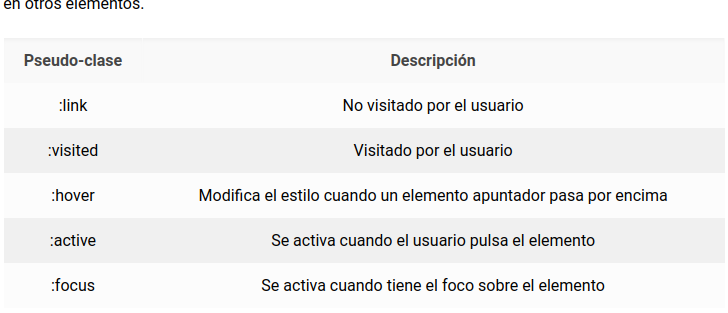 en otros elementos.
Pseudo-clase Descripción
:link No visitado por el usuario
:visited Visitado por el usuario
:hover Modifica el estilo cuando un elemento apuntador pasa por encima
:active Se activa cuando el usuario pulsa el elemento
:focus Se activa cuando tiene el foco sobre el elemento